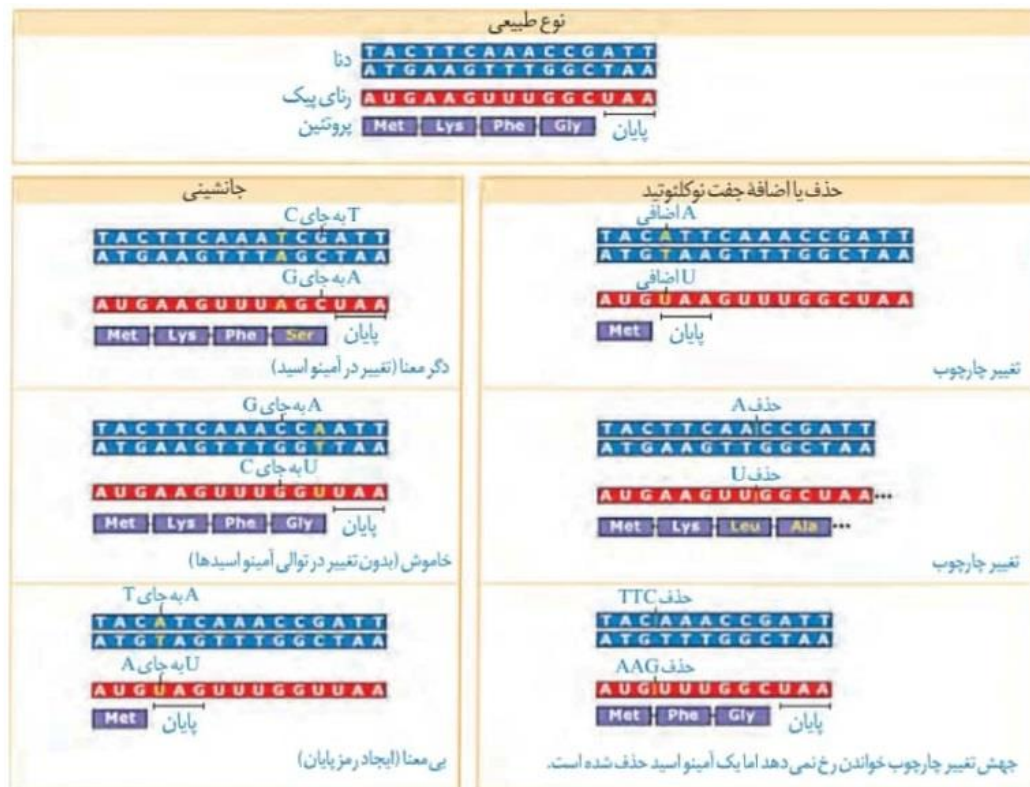 نوع طبیعی
دنا
TACTTCAAACCGATT
ATGAAGTTTGGCTAA
رنای پیک
AUGAAGUUUGGCUAA
پروتئین
Met Lys Phe Gly
پایان
حذف یا اضافهٔ جفت نوکلئوتید
A اضافی
TACATTCAAACCGATT
ATGTAAGTTTGGCTAA
U اضافی
AUGUAAGUUUGGCUAA
Met
پایان
تغییر چارچوب
حذف A
TACTTCAACCGATT
ATGAAGTTGGCTAA
حذف U
AUGAAGUUGGCUAA...
Met Lys Leu Ala ...
تغییر چارچوب
حذف TTC
TACAAACCGATT
ATGTTTGGCTAA
حذف AAG
AUGUUUGGCUAA
Met Phe Gly
پایان
جهش تغییر چارچوب خواندن رخ نمی دهد اما یک آمینو اسید حذف شده است.
جانشینی
T به جای C
TACTTCAAATCGATT
ATGAAGTTTAGCTAA
A به جای G
AUGAAGUUUAGCUAA
Met Lys Phe Ser
پایان
دگر معنا (تغییر در آمینو اسید)
A به جای G
TACTTCAAACCAATT
ATGAAGTTTGGTTAA
U به جای C
AUGAAGUUUGGUUAA
Met Lys Phe Gly
پایان
خاموش (بدون تغییر در توالی آمینو اسیدها)
A به جای T
TACATCAAACCGATT
ATGTAGTTTGGCTAA
U به جای A
AUGUAGUUUGGUUAA
Met
پایان
بی معنا (ایجاد رمز پایان)